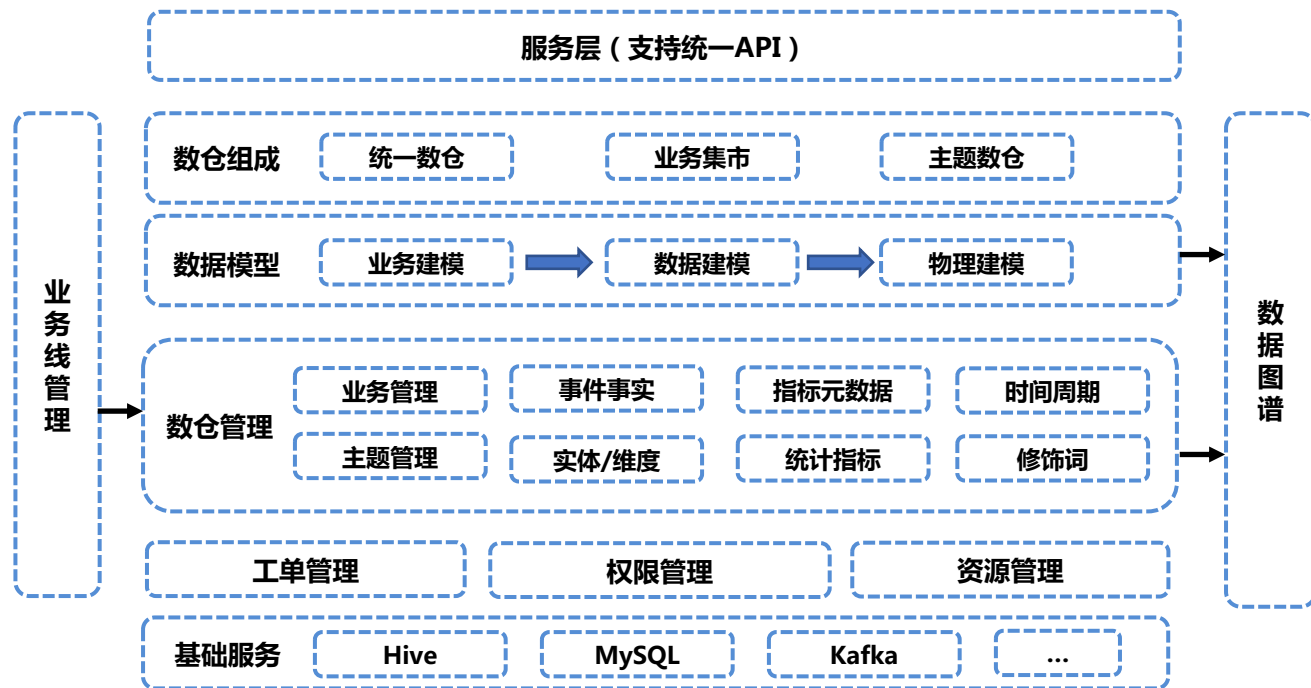 服务层（支持统一API）
业务线管理
数仓组成
统一数仓
业务集市
主题数仓
数据模型
业务建模
数据建模
物理建模
数仓管理
业务管理
事件事实
指标元数据
时间周期
主题管理
实体/维度
统计指标
修饰词
数据图谱
工单管理
权限管理
资源管理
基础服务
Hive
MySQL
Kafka
...